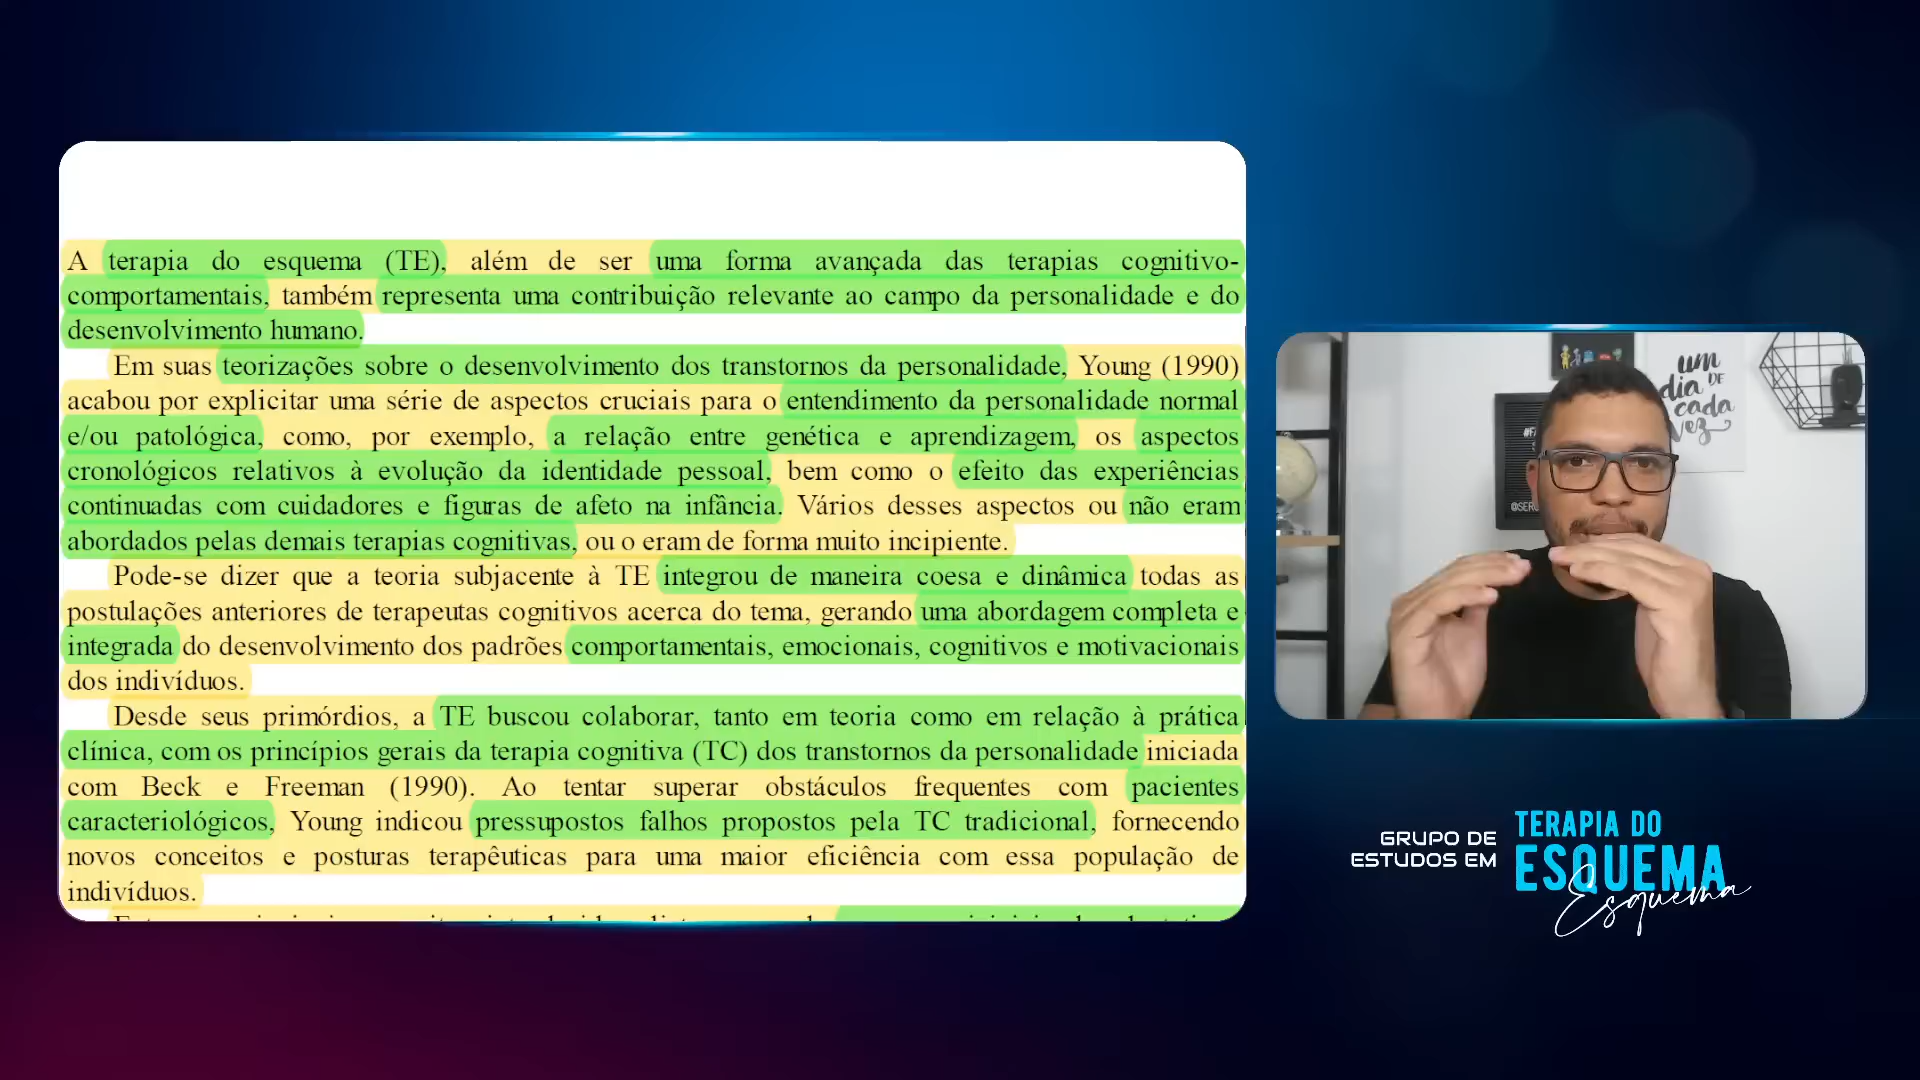 A terapia do esquema (TE), além de ser uma forma avançada das terapias cognitivo-
comportamentais, também representa uma contribuição relevante ao campo da personalidade e do
desenvolvimento humano.
Em suas teorizações sobre o desenvolvimento dos transtornos da personalidade, Young (1990)
acabou por explicitar uma série de aspectos cruciais para o entendimento da personalidade normal
e/ou patológica, como, por exemplo, a relação entre genética e aprendizagem, os aspectos
cronológicos relativos à evolução da identidade pessoal, bem como o efeito das experiências
continuadas com cuidadores e figuras de afeto na infância. Vários desses aspectos ou não eram
abordados pelas demais terapias cognitivas, ou o eram de forma muito incipiente.
Pode-se dizer que a teoria subjacente à TE integrou de maneira coesa e dinâmica todas as
postulações anteriores de terapeutas cognitivos acerca do tema, gerando uma abordagem completa e
integrada do desenvolvimento dos padrões comportamentais, emocionais, cognitivos e motivacionais
dos indivíduos.
Desde seus primórdios, a TE buscou colaborar, tanto em teoria como em relação à prática
clínica, com os princípios gerais da terapia cognitiva (TC) dos transtornos da personalidade iniciada
com Beck e Freeman (1990). Ao tentar superar obstáculos frequentes com pacientes
caracteriológicos, Young indicou pressupostos falhos propostos pela TC tradicional, fornecendo
novos conceitos e posturas terapêuticas para uma maior eficiência com essa população de
indivíduos.
um
dia DE
cada
vez
@SER
GRUPO DE
ESTUDOS EM
TERAPIA DO
ESQUEMA
Esquema